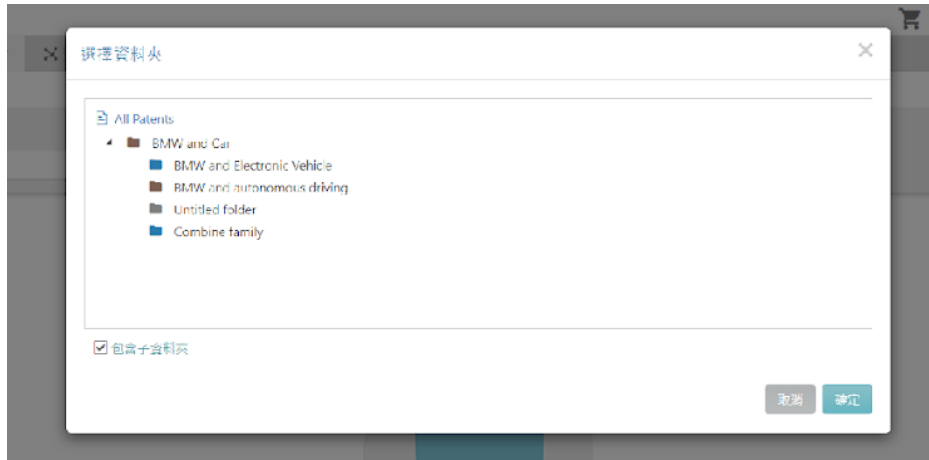 選擇資料夾
All Patents
BMW and Car
BMW and Electronic Vehicle
BMW and autonomous driving
Untitled folder
Combine family
包含子資料夾
取消
確定